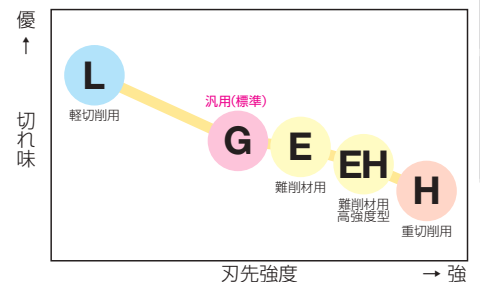 優
↑
切れ味
L
軽切削用
汎用(標準)
G
E
難削材用
EH
難削材用
高強度型
H
重切削用
刃先強度
→ 強